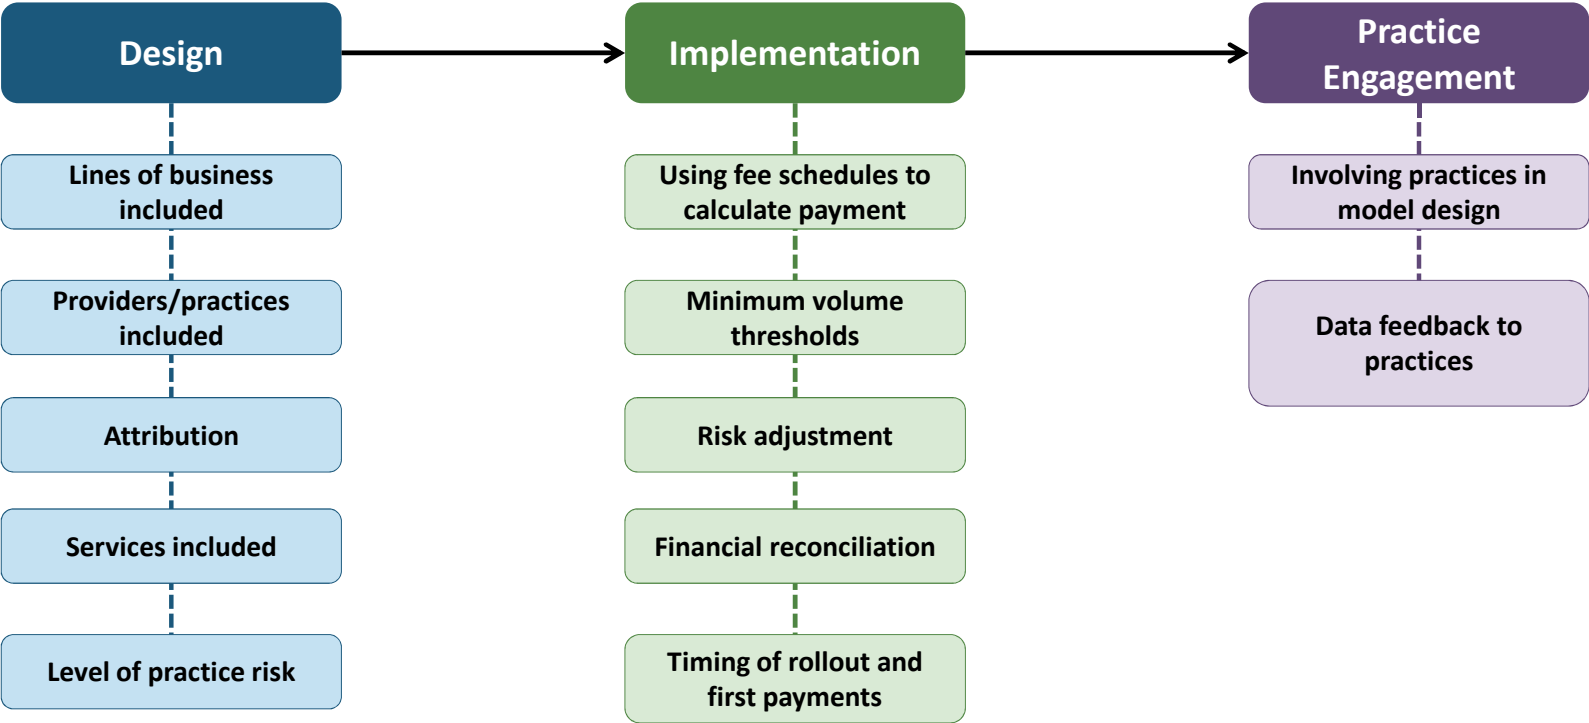 Design
Lines of business
included
Providers/practices
included
Attribution
Services included
Level of practice risk
Implementation
Using fee schedules to
calculate payment
Minimum volume
thresholds
Risk adjustment
Financial reconciliation
Timing of rollout and
first payments
Practice
Engagement
Involving practices in
model design
Data feedback to
practices